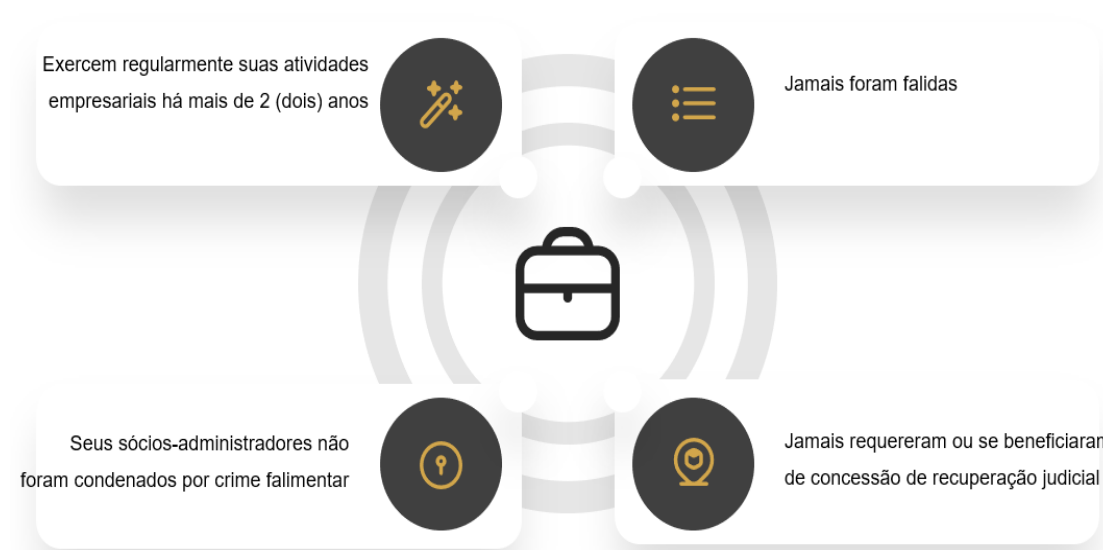 Exercem regularmente suas atividades
empresariais há mais de 2 (dois) anos
Jamais foram falidas
Seus sócios-administradores não
foram condenados por crime falimentar
Jamais requereram ou se beneficiaram
de concessão de recuperação judicial